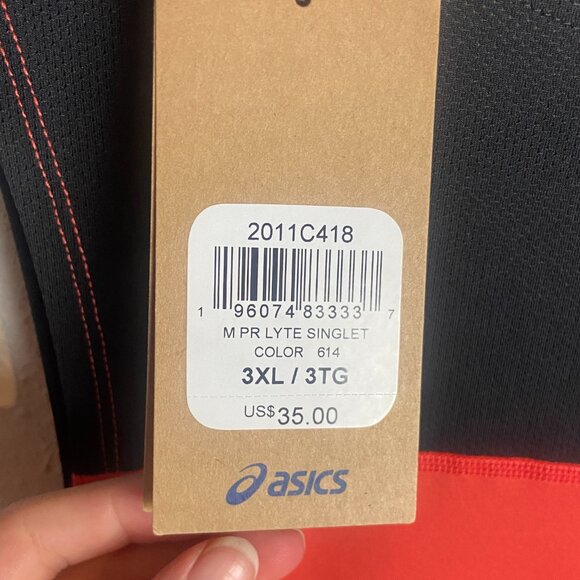 2011C418
1 96074 83333 7
M PR LYTE SINGLET
COLOR 614
3XL / 3TG
US$35.00
asics